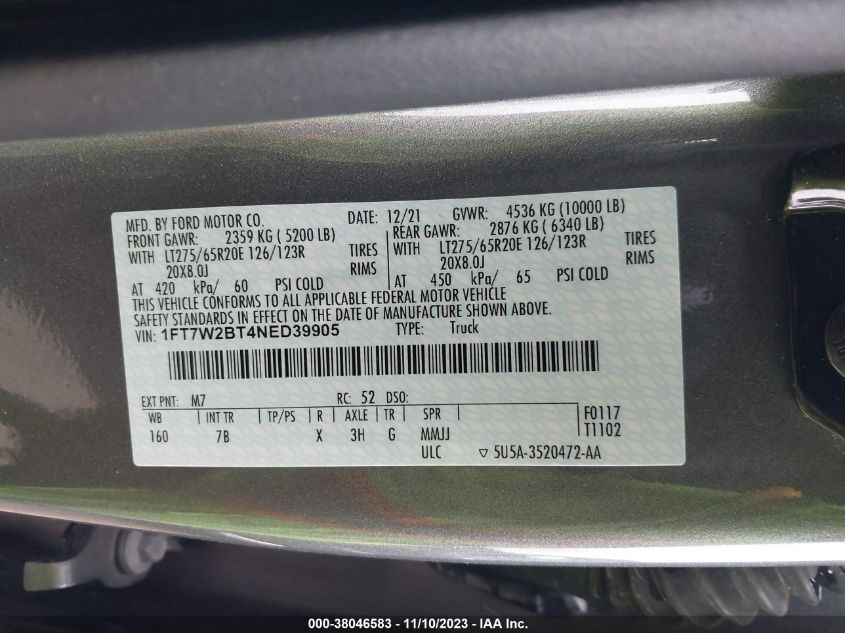 MFD. BY FORD MOTOR CO. DATE: 12/21 GVWR: 4536 KG (10000 LB)
FRONT GAWR: 2359 KG ( 5200 LB) REAR GAWR: 2876 KG ( 6340 LB)
WITH LT275/65R20E 126/123R TIRES WITH LT275/65R20E 126/123R TIRES
20X8.0J RIMS 20X8.0J RIMS
AT 420 kPa/ 60 PSI COLD AT 450 kPa/ 65 PSI COLD
THIS VEHICLE CONFORMS TO ALL APPLICABLE FEDERAL MOTOR VEHICLE
SAFETY STANDARDS IN EFFECT ON THE DATE OF MANUFACTURE SHOWN ABOVE.
VIN: 1FT7W2BT4NED39905 TYPE: Truck
EXT PNT: M7 RC: 52 DSO:
WB INT TR TP/PS R AXLE TR SPR F0117
160 7B X 3H G MMJJ T1102
ULC ▽ 5U5A-3520472-AA
000-38046583 - 11/10/2023 - IAA Inc.